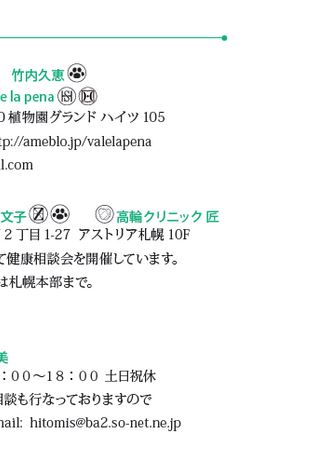 竹内久恵
e la pena
0 植物園グランド ハイツ 105
tp://ameblo.jp/valelapena
l.com
文子 高輪クリニック 匠
2丁目1-27 アストリア札幌 10F
て健康相談会を開催しています。
は札幌本部まで。
美
：00〜18：00 土日祝休
相談も行なっておりますので
nail: hitomis@ba2.so-net.ne.jp